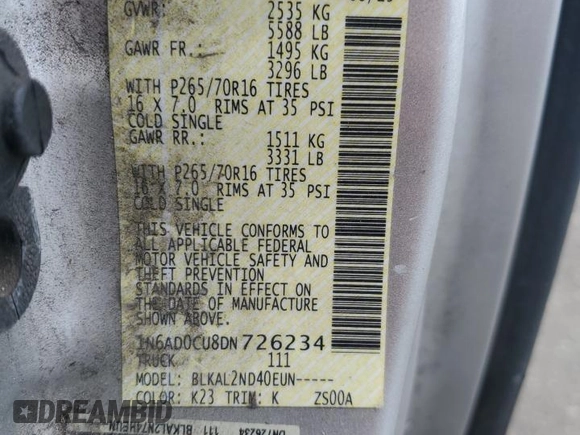 GVWR: 2535 KG
5588 LB
GAWR FR.: 1495 KG
3296 LB
WITH P265/70R16 TIRES
16 X 7.0 RIMS AT 35 PSI
COLD SINGLE
GAWR RR.: 1511 KG
3331 LB
WITH P265/70R16 TIRES
16 X 7.0 RIMS AT 35 PSI
COLD SINGLE
THIS VEHICLE CONFORMS TO
ALL APPLICABLE FEDERAL
MOTOR VEHICLE SAFETY AND
THEFT PREVENTION
STANDARDS IN EFFECT ON
THE DATE OF MANUFACTURE
SHOWN ABOVE.
1N6AD0CU8DN726234
TRUCK 111
MODEL: BLKAL2ND40EUN-----
COLOR: K23 TRIM: K ZS00A
DN726234 111
AutoBidMaster